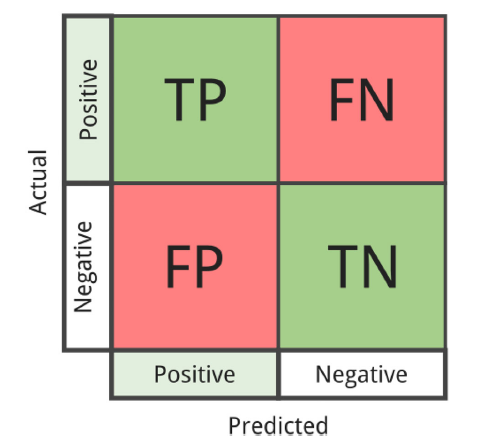 Actual
Positive
TP
FN
Negative
FP
TN
Positive
Negative
Predicted